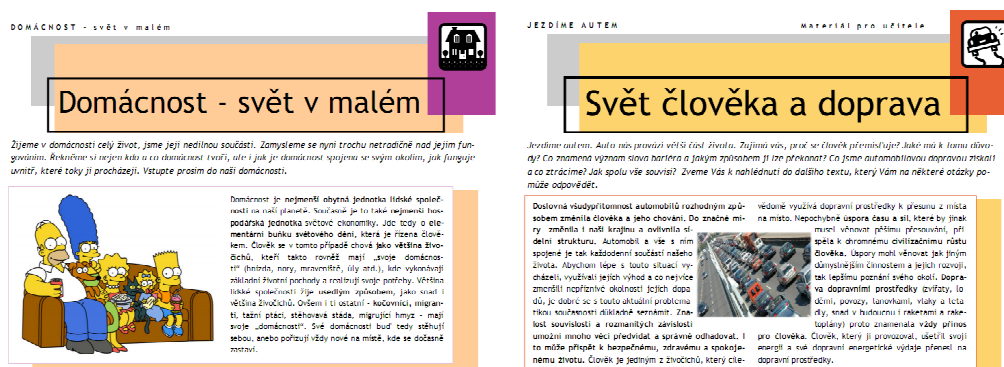 DOMÁCNOST - svět v malém
Domácnost - svět v malém
Žijeme v domácnosti celý život, jsme její nedílnou součástí. Zamysleme se nyní trochu netradičně nad jejím fun-
gováním. Řekněme si nejen kdo a co domácnost tvoří, ale i jak je domácnost spojena se svým okolím, jak funguje
uvnitř, které toky jí procházejí. Vstupte prosím do naší domácnosti.
Domácnost je nejmenší obytná jednotka lidské společ-
nosti na naší planetě. Současně je to také nejmenší hos-
podářská jednotka světové ekonomiky. Jde tedy o ele-
mentární buňku světového dění, která je řízena člově-
kem. Člověk se v tomto případě chová jako většina živo-
čichů, kteří takto rovněž mají „svoje domácnos-
ti“ (hnízda, nory, mraveniště, úly atd.), kde vykonávají
základní životní pochody a realizují svoje potřeby. Většina
lidské společnosti žije usedlým způsobem, jako snad i
většina živočichů. Ovšem i ti ostatní - kočovníci, migran-
ti, tažní ptáci, stěhovavá stáda, migrující hmyz - mají
svoje „domácnosti“. Své domácnosti buď tedy stěhují
sebou, anebo pořizují vždy nové na místě, kde se dočasně
zastaví.
JEZDÍME AUTEM
Materiál pro učitele
Svět člověka a doprava
Jezdíme autem. Auto nás provází větší část života. Zajímá vás, proč se člověk přemísťuje? Jaké má k tomu důvo-
dy? Co znamená význam slova bariéra a jakým způsobem ji lze překonat? Co jsme automobilovou dopravou získali
a co ztrácíme? Jak spolu vše souvisí? Zveme Vás k nahlédnutí do dalšího textu, který Vám na některé otázky po-
může odpovědět.
Doslovná všudypřítomnost automobilů rozhodným způ-
sobem změnila člověka a jeho chování. Do značné mí-
ry změnila i naši krajinu a ovlivnila sí-
delní strukturu. Automobil a vše s ním
spojené je tak každodenní součástí našeho
života. Abychom lépe s touto situací vy-
cházeli, využívali jejích výhod a co nejvíce
zmenšili nepříznivé okolnosti jejích dopa
dů, je dobré se s touto aktuální problema
tikou současnosti důkladně seznámit. Zna-
lost souvislostí a rozmanitých závislostí
umožní mnoho věcí předvídat a správně odhadovat. I
to může přispět k bezpečnému, zdravému a spokoje-
nému životu. Člověk je jedním z živočichů, který cíle-
vědomě využívá dopravní prostředky k přesunu z místa
na místo. Nepochybně úspora času a sil, které by jinak
musel věnovat pěšímu přesouvání, při-
spěla k ohromnému civilizačnímu růstu
člověka. Úspory mohl věnovat jak jiným
důmyslnějším činnostem a jejich rozvoji,
tak lepšímu poznání svého okolí. Dopra-
va dopravními prostředky (zvířaty, lo-
děmi, povozy, lanovkami, vlaky a leta-
dly, snad v budoucnu i raketami a rake-
toplány) proto znamenala vždy přínos
pro člověka. Člověk, který ji provozoval, ušetřil svoji
energii a své dopravní energetické výdaje přenesl na
dopravní prostředky.